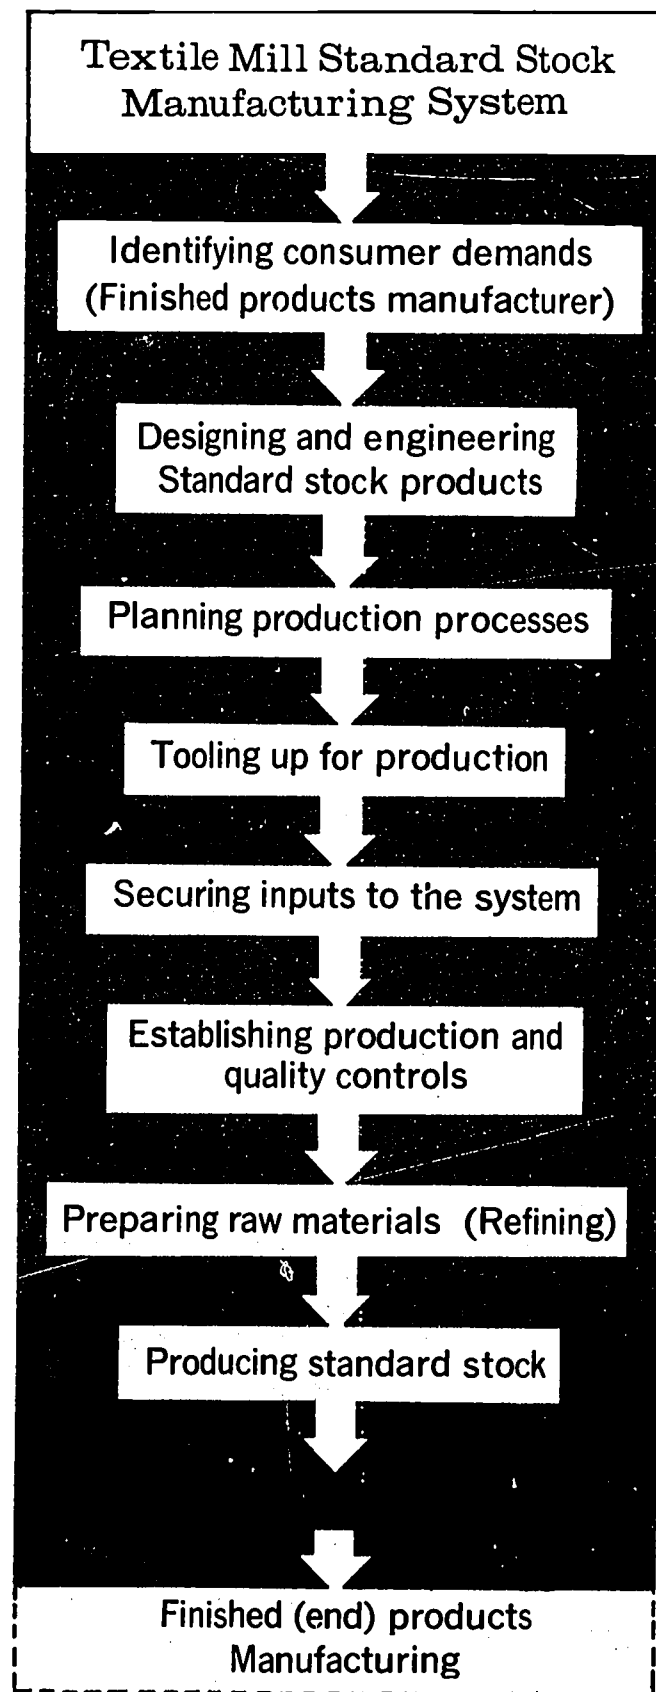 Textile Mill Standard Stock
Manufacturing System
Identifying consumer demands
(Finished products manufacturer)
Designing and engineering
Standard stock products
Planning production processes
Tooling up for production
Securing inputs to the system
Establishing production and
quality controls
Preparing raw materials (Refining)
Producing standard stock
Finished (end) products
Manufacturing